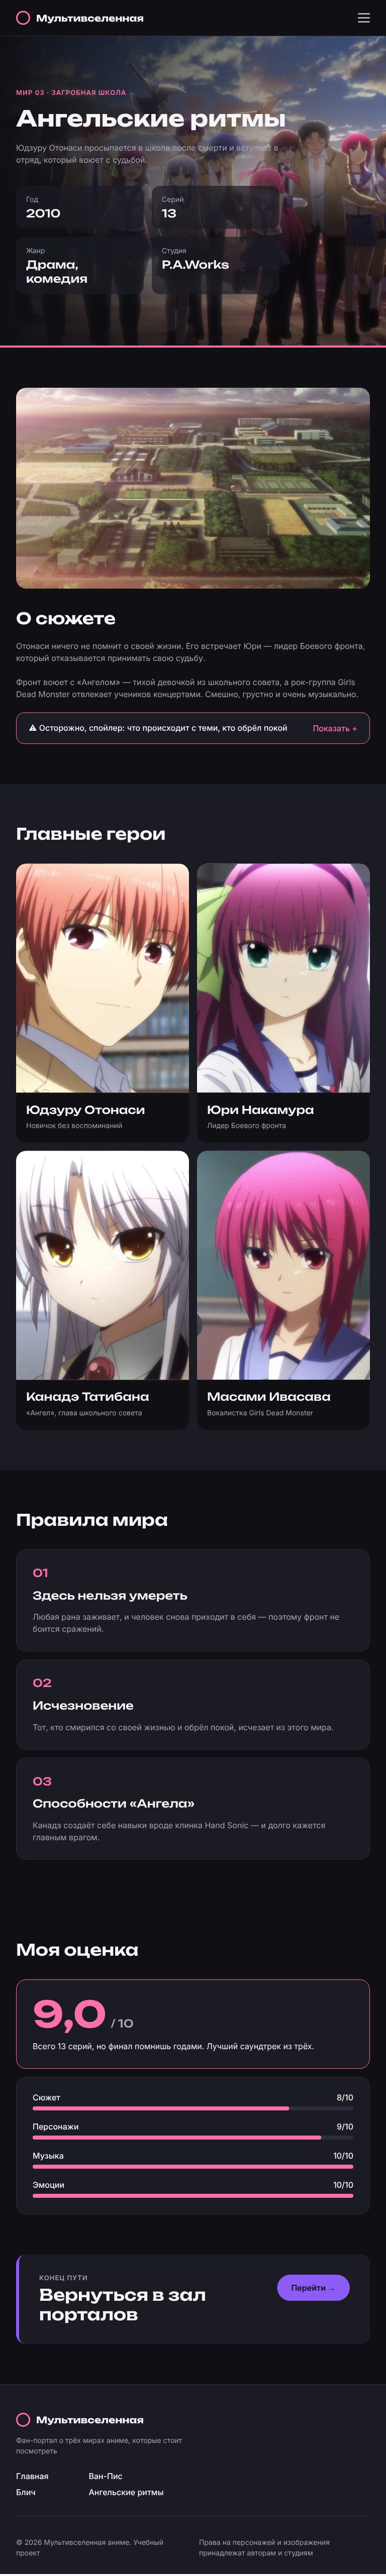 Мультивселенная
МИР 03 · ЗАГРОБНАЯ ШКОЛА
Ангельские ритмы
Юдзуру Отонаси просыпается в школе после смерти и вступает в
отряд, который воюет с судьбой.
Год
2010
Серий
13
Жанр
Драма,
комедия
Студия
P.A.Works
О сюжете
Отонаси ничего не помнит о своей жизни. Его встречает Юри — лидер Боевого фронта,
который отказывается принимать свою судьбу.
Фронт воюет с «Ангелом» — тихой девочкой из школьного совета, а рок-группа Girls
Dead Monster отвлекает учеников концертами. Смешно, грустно и очень музыкально.
⚠ Осторожно, спойлер: что происходит с теми, кто обрёл покой
Показать +
Главные герои
Юдзуру Отонаси
Новичок без воспоминаний
Юри Накамура
Лидер Боевого фронта
Канадэ Татибана
«Ангел», глава школьного совета
Масами Ивасава
Вокалистка Girls Dead Monster
Правила мира
01
Здесь нельзя умереть
Любая рана заживает, и человек снова приходит в себя — поэтому фронт не
боится сражений.
02
Исчезновение
Тот, кто смирился со своей жизнью и обрёл покой, исчезает из этого мира.
03
Способности «Ангела»
Канадэ создаёт себе навыки вроде клинка Hand Sonic — и долго кажется
главным врагом.
Моя оценка
9,0 / 10
Всего 13 серий, но финал помнишь годами. Лучший саундтрек из трёх.
Сюжет 8/10
Персонажи 9/10
Музыка 10/10
Эмоции 10/10
КОНЕЦ ПУТИ
Вернуться в зал
порталов
Перейти →
Мультивселенная
Фан-портал о трёх мирах аниме, которые стоит
посмотреть
Главная Ван-Пис
Блич Ангельские ритмы
© 2026 Мультивселенная аниме. Учебный
проект
Права на персонажей и изображения
принадлежат авторам и студиям